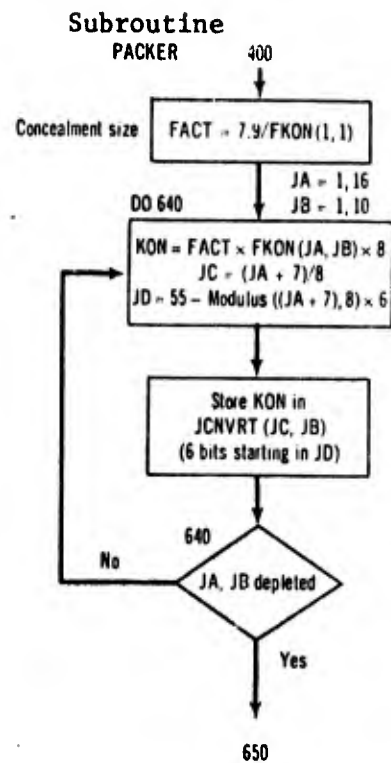 Subroutine
PACKER
400
Concealment size
FACT = 7.9/FKON(1, 1)
JA = 1, 16
JB = 1, 10
DO 640
KON = FACT × FKON(JA, JB) × 8
JC = (JA + 7)/8
JD = 55 – Modulus ((JA + 7), 8) × 6
Store KON in
JCNVRT (JC, JB)
(6 bits starting in JD)
640
No
JA, JB depleted
Yes
650